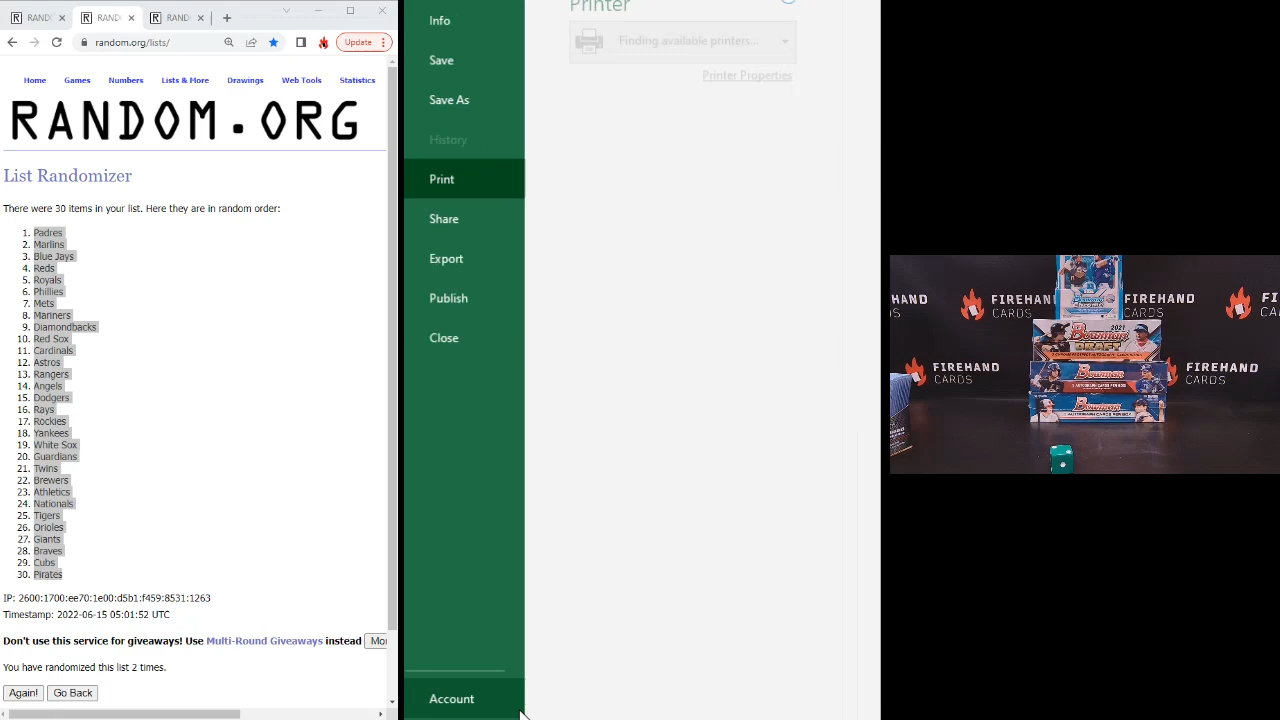 RAND
RAND
RAND
random.org/lists/
Update
Home
Games
Numbers
Lists & More
Drawings
Web Tools
Statistics
RANDOM.ORG
List Randomizer
There were 30 items in your list. Here they are in random order:
1. Padres
2. Marlins
3. Blue Jays
4. Reds
5. Royals
6. Phillies
7. Mets
8. Mariners
9. Diamondbacks
10. Red Sox
11. Cardinals
12. Astros
13. Rangers
14. Angels
15. Dodgers
16. Rays
17. Rockies
18. Yankees
19. White Sox
20. Guardians
21. Twins
22. Brewers
23. Athletics
24. Nationals
25. Tigers
26. Orioles
27. Giants
28. Braves
29. Cubs
30. Pirates
IP: 2600:1700:ee70:1e00:d5b1:f459:8531:1263
Timestamp: 2022-06-15 05:01:52 UTC
Don't use this service for giveaways! Use Multi-Round Giveaways instead
Mor
You have randomized this list 2 times.
Again!
Go Back
Info
Save
Save As
History
Print
Share
Export
Publish
Close
Account
Printer
Finding available printers...
Printer Properties
EHAND
RDS
FIREHAND
CARDS
FIREHAND
CARDS
FIREHAND
CARDS
FIREHAND
CARDS
2021
Bowman
DRAFT
Bowman
Bowman